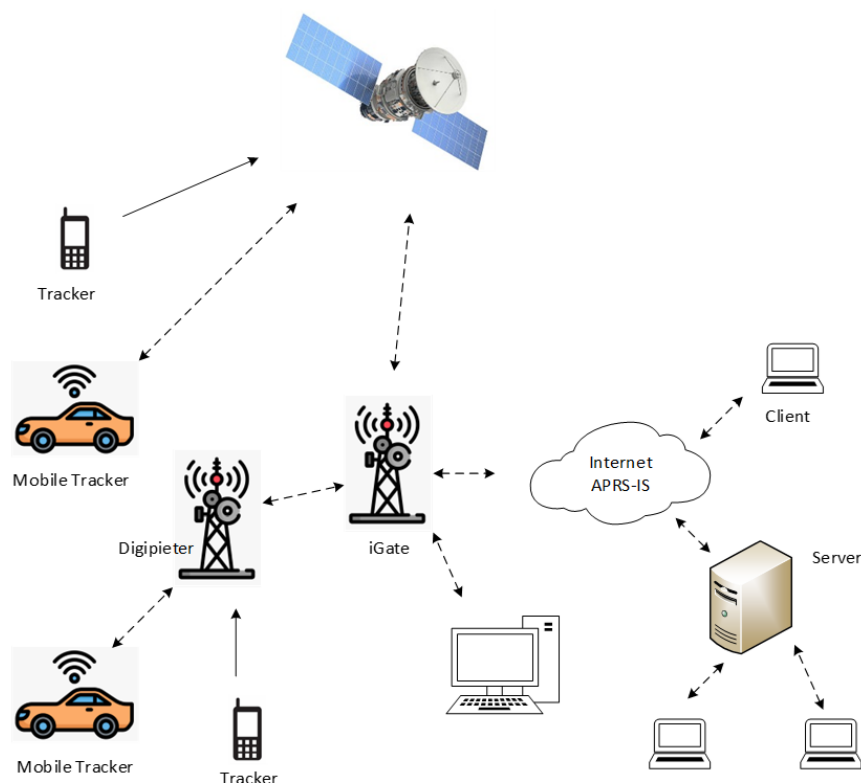 Tracker
Mobile Tracker
Digipieter
iGate
Internet
APRS-IS
Client
Server
Mobile Tracker
Tracker